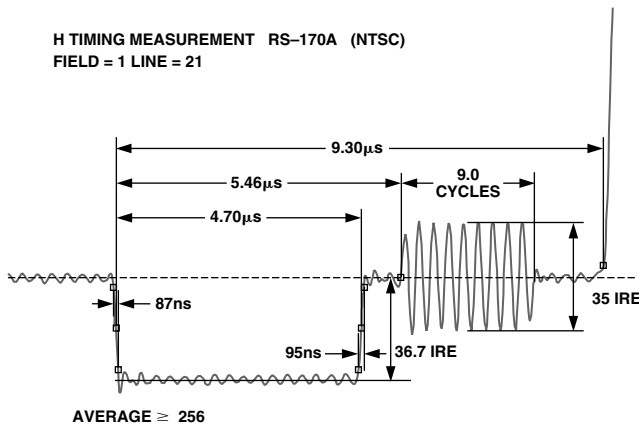 H TIMING MEASUREMENT RS–170A (NTSC)
FIELD = 1 LINE = 21
9.30µs
5.46µs
9.0
CYCLES
4.70µs
87ns
35 IRE
95ns
36.7 IRE
AVERAGE ≥ 256